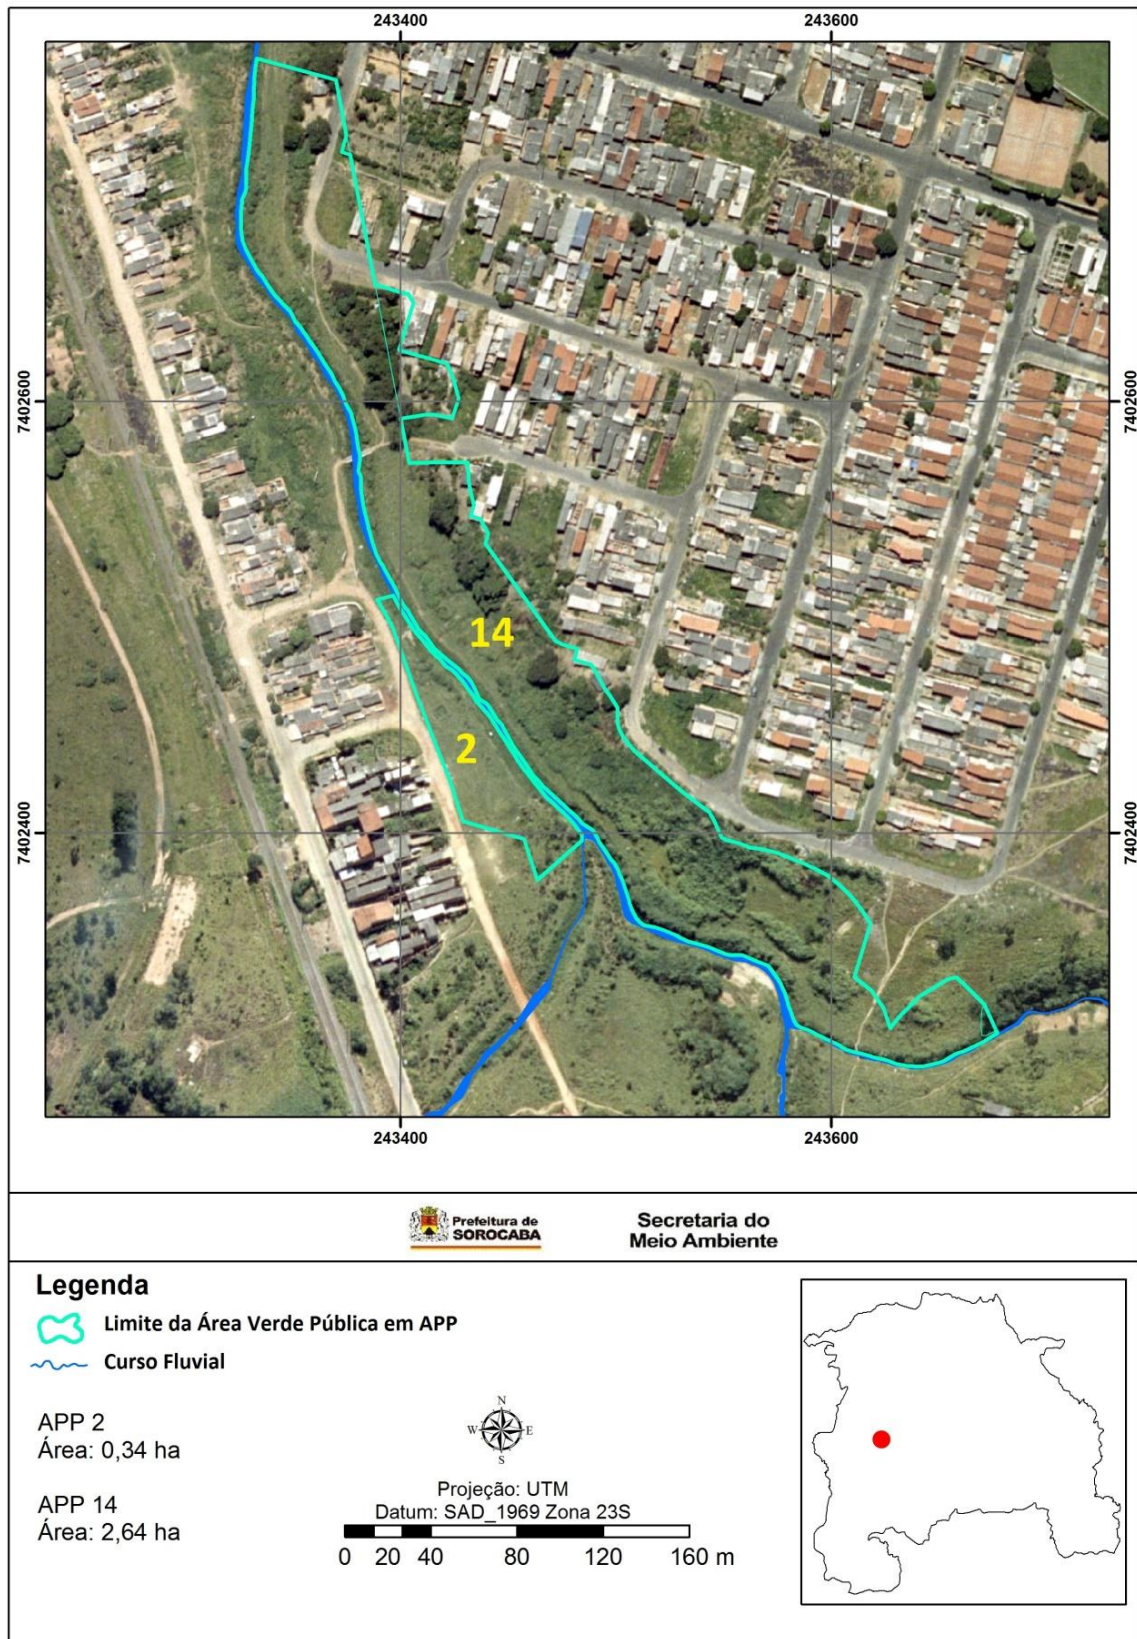 243400
243600
7402600
7402600
14
2
7402400
7402400
243400
243600
Prefeitura de
SOROCABA
Secretaria do
Meio Ambiente
Legenda
Limite da Área Verde Pública em APP
Curso Fluvial
APP 2
Área: 0,34 ha
APP 14
Área: 2,64 ha
N
W
E
S
Projeção: UTM
Datum: SAD_1969 Zona 23S
0 20 40 80 120 160 m